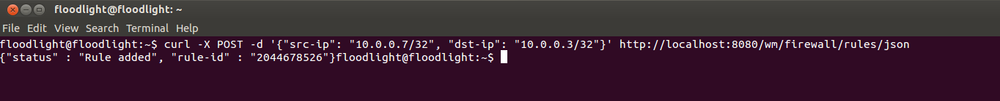 floodlight@floodlight: ~
File Edit View Search Terminal Help
floodlight@floodlight:~$ curl -X POST -d '{"src-ip": "10.0.0.7/32", "dst-ip": "10.0.0.3/32"}' http://localhost:8080/wm/firewall/rules/json
{"status" : "Rule added", "rule-id" : "2044678526"}floodlight@floodlight:~$